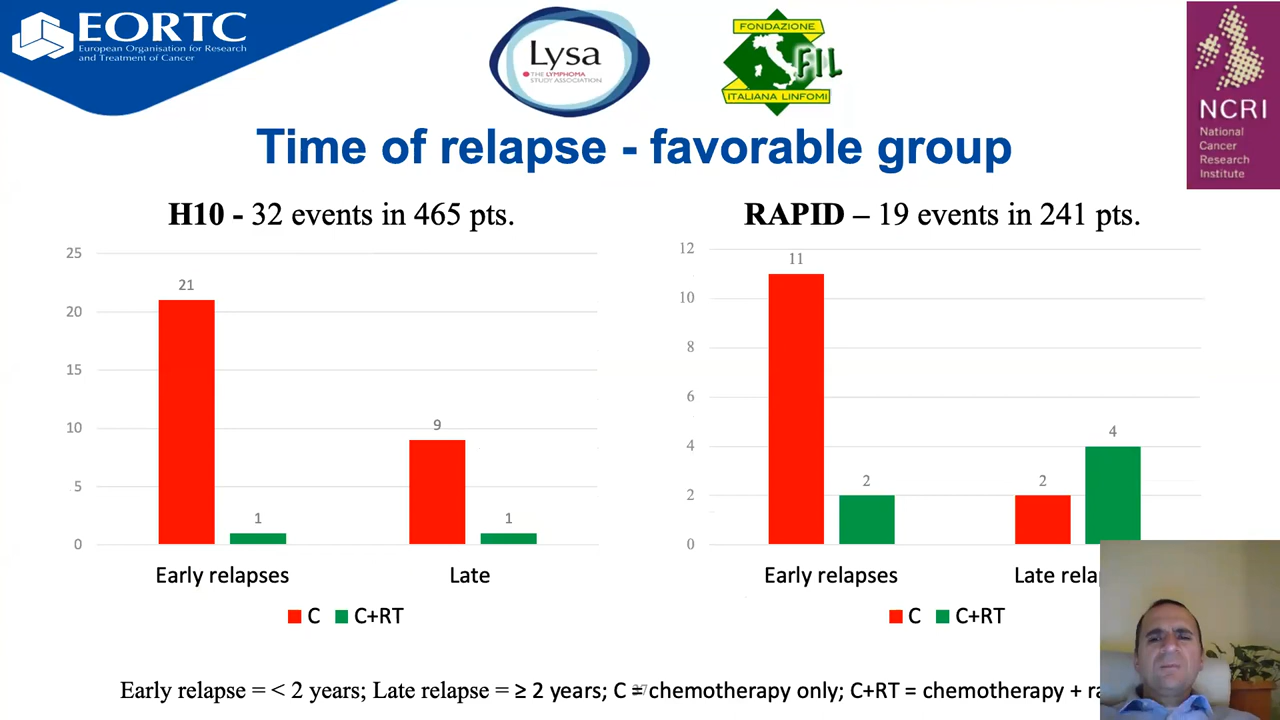 EORTC
European Organisation for Research
and Treatment of Cancer
Lysa
THE LYMPHOMA
STUDY ASSOCIATION
FONDAZIONE
FIL
ITALIANA LINFOMI
NCRI
National
Cancer
Research
Institute
Time of relapse - favorable group
H10 - 32 events in 465 pts.
25
20
15
10
5
0
21
1
9
1
Early relapses
Late
C
C+RT
RAPID – 19 events in 241 pts.
12
10
8
6
4
2
0
11
2
2
4
Early relapses
Late
C
C+RT
Early relapse = < 2 years; Late relapse = ≥ 2 years; C = chemotherapy only; C+RT = chemotherapy +
27